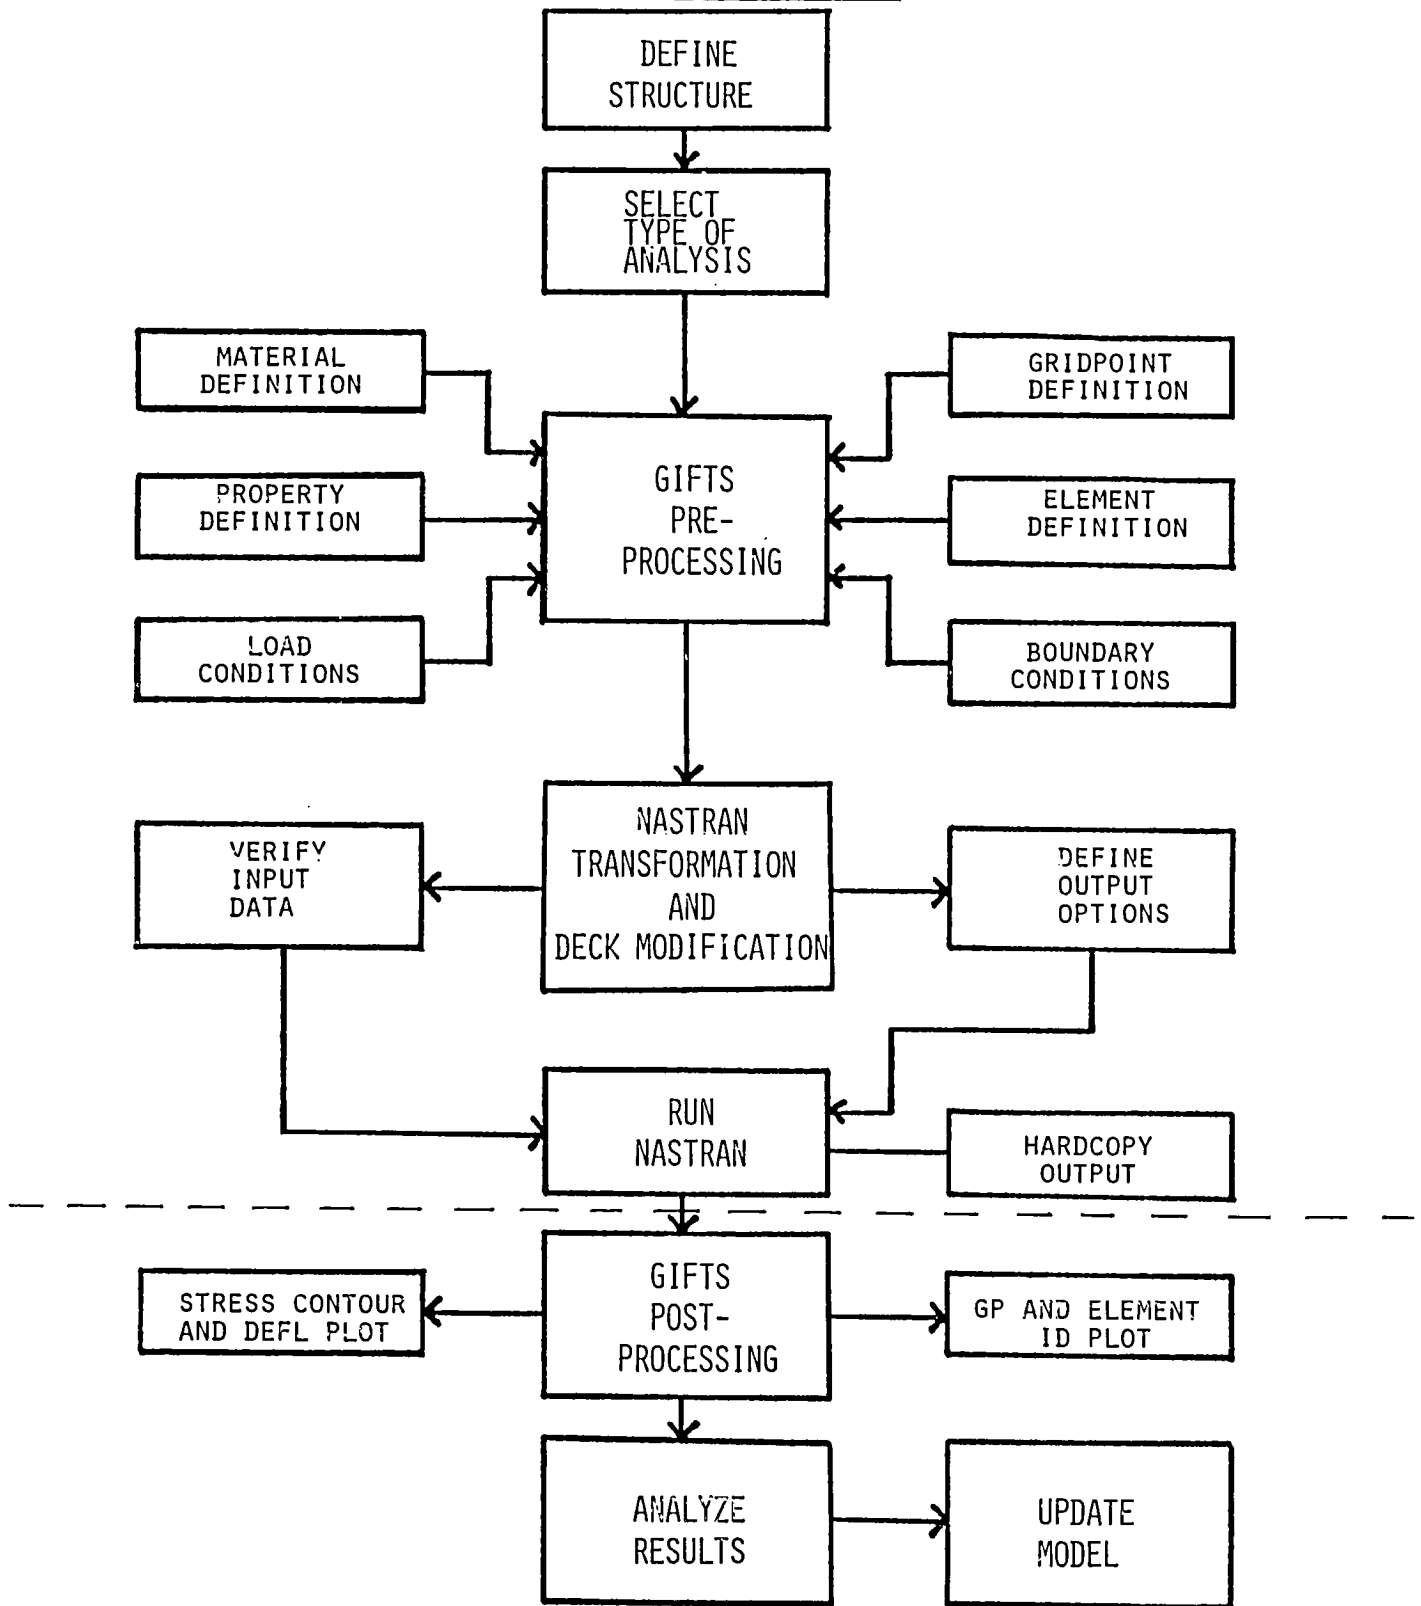 DEFINE
STRUCTURE
SELECT
TYPE OF
ANALYSIS
MATERIAL
DEFINITION
GRIDPOINT
DEFINITION
GIFTS
PRE-
PROCESSING
PROPERTY
DEFINITION
ELEMENT
DEFINITION
LOAD
CONDITIONS
BOUNDARY
CONDITIONS
NASTRAN
TRANSFORMATION
AND
DECK MODIFICATION
VERIFY
INPUT
DATA
DEFINE
OUTPUT
OPTIONS
RUN
NASTRAN
HARDCOPY
OUTPUT
GIFTS
POST-
PROCESSING
STRESS CONTOUR
AND DEFL PLOT
GP AND ELEMENT
ID PLOT
ANALYZE
RESULTS
UPDATE
MODEL